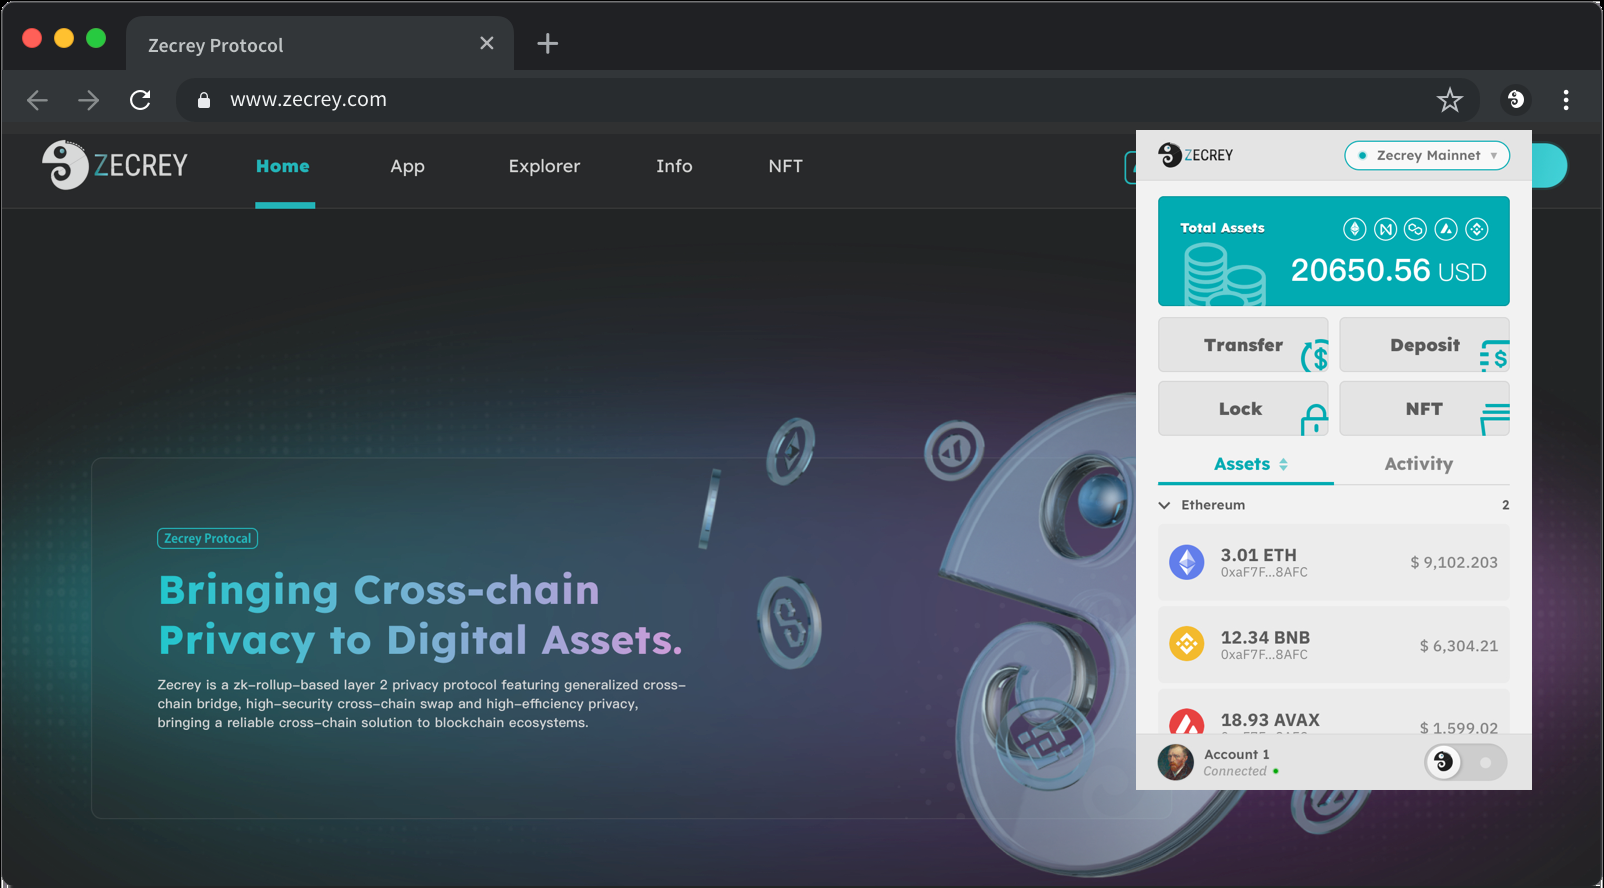 Zecrey Protocol
www.zecrey.com
ZECREY
Home
App
Explorer
Info
NFT
Zecrey Protocal
Bringing Cross-chain
Privacy to Digital Assets.
Zecrey is a zk-rollup-based layer 2 privacy protocol featuring generalized cross-
chain bridge, high-security cross-chain swap and high-efficiency privacy,
bringing a reliable cross-chain solution to blockchain ecosystems.
ZECREY
Zecrey Mainnet
Total Assets
20650.56 USD
Transfer
Deposit
Lock
NFT
Assets
Activity
Ethereum
2
3.01 ETH
0xaF7F...8AFC
$ 9,102.203
12.34 BNB
0xaF7F...8AFC
$ 6,304.21
18.93 AVAX
$ 1,599.02
Account 1
Connected